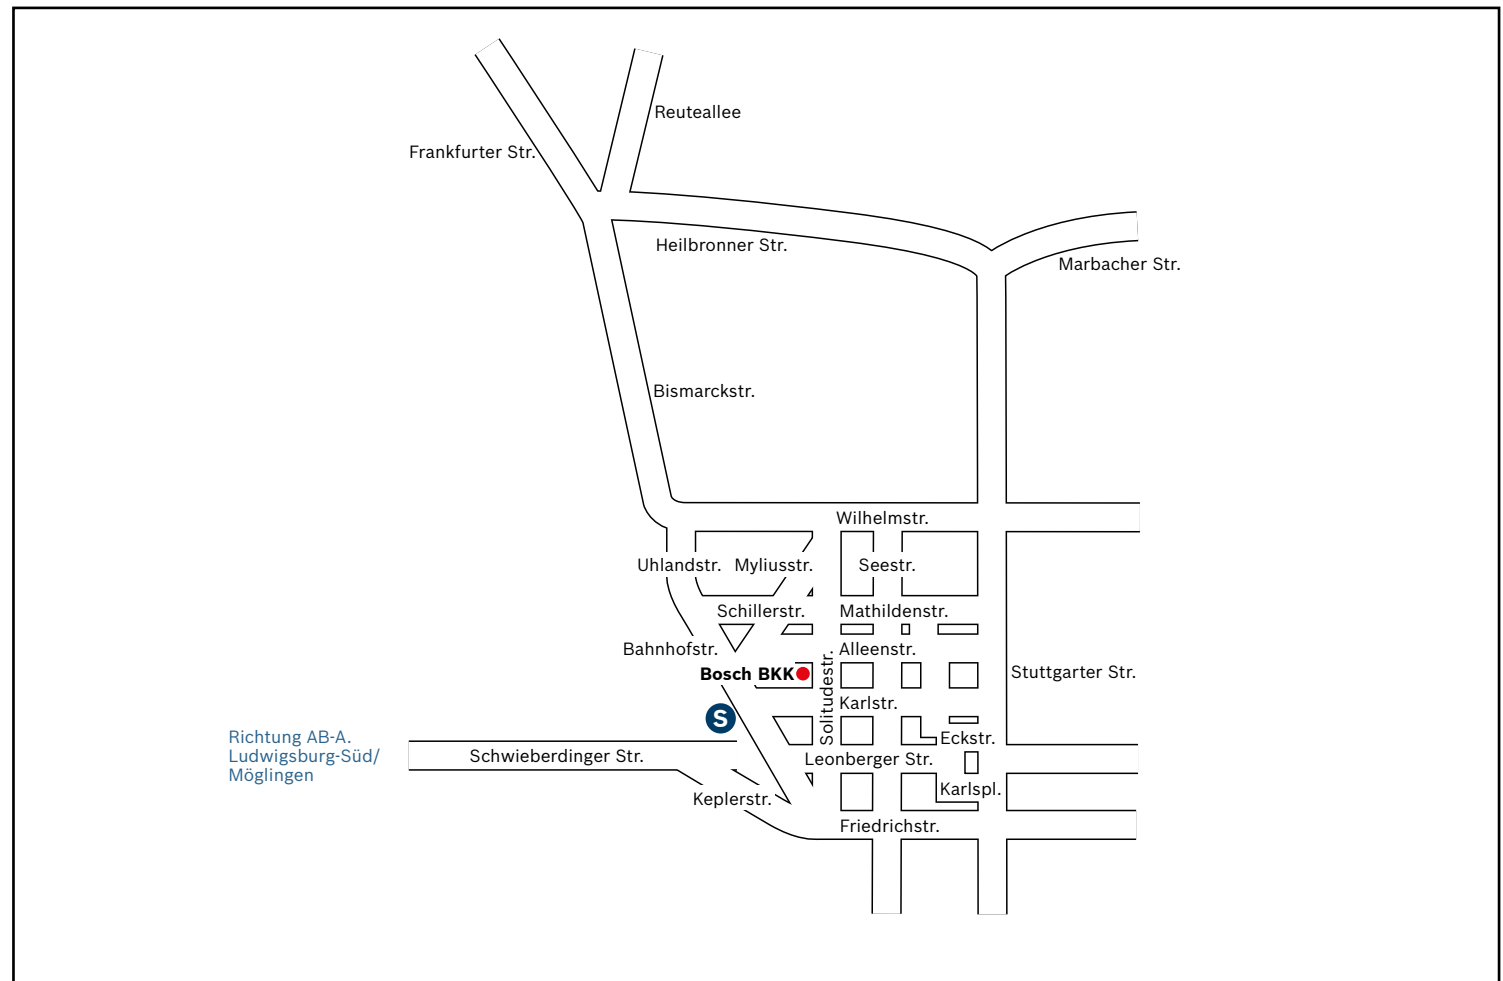 Reuteallee
Frankfurter Str.
Heilbronner Str.
Marbacher Str.
Bismarckstr.
Wilhelmstr.
Uhlandstr.
Myliusstr.
Seestr.
Schillerstr.
Mathildenstr.
Bahnhofstr.
Alleenstr.
Bosch BKK
Solitudestr.
Stuttgarter Str.
Karlstr.
S
Richtung AB-A.
Ludwigsburg-Süd/
Möglingen
Schwieberdinger Str.
Eckstr.
Leonberger Str.
Keplerstr.
Karlspl.
Friedrichstr.